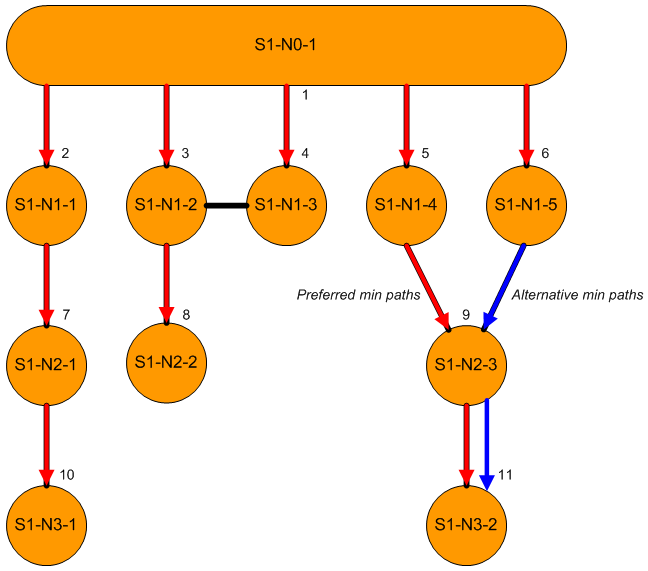 S1-N0-1
1
2
3
4
5
6
S1-N1-1
S1-N1-2
S1-N1-3
S1-N1-4
S1-N1-5
Preferred min paths
Alternative min paths
7
8
9
S1-N2-1
S1-N2-2
S1-N2-3
10
11
S1-N3-1
S1-N3-2